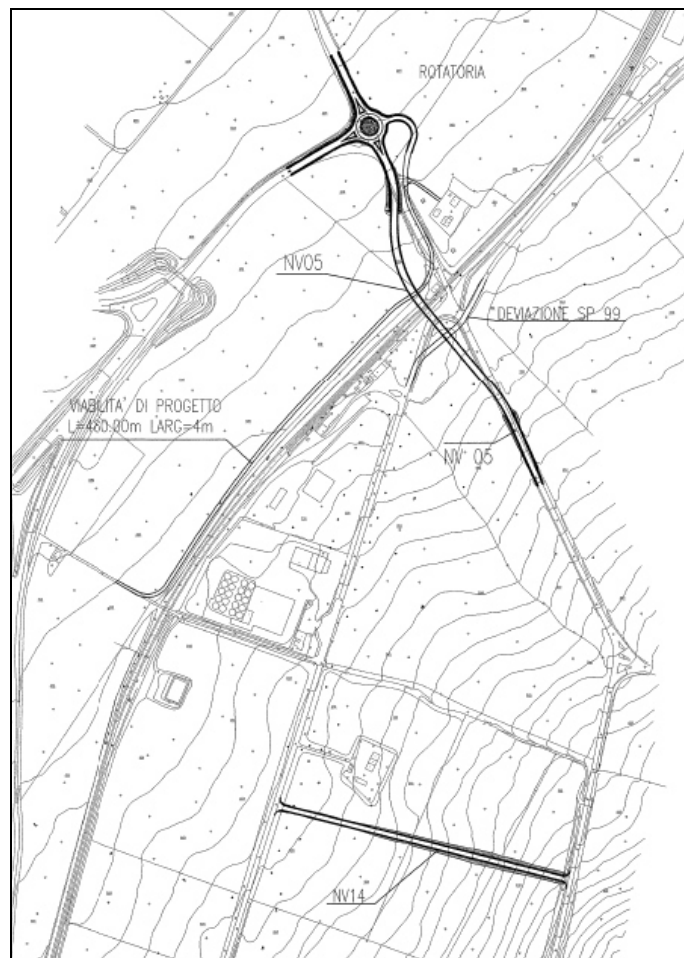 ROTATORIA
NV05
DEVIAZIONE SP 99
VIABILITA' DI PROGETTO
L=480.00m LARG=4m
NV 05
NV14